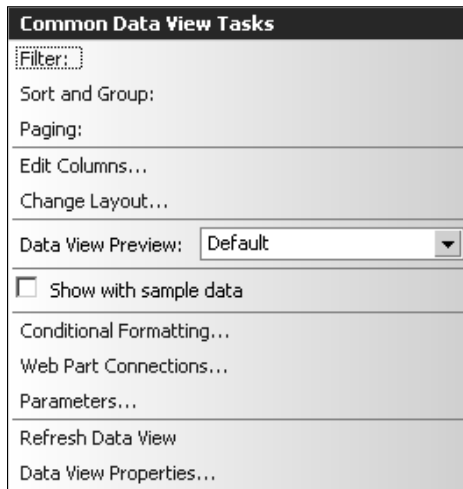 Common Data View Tasks
Filter:
Sort and Group:
Paging:
Edit Columns...
Change Layout...
Data View Preview: Default
Show with sample data
Conditional Formatting...
Web Part Connections...
Parameters...
Refresh Data View
Data View Properties...